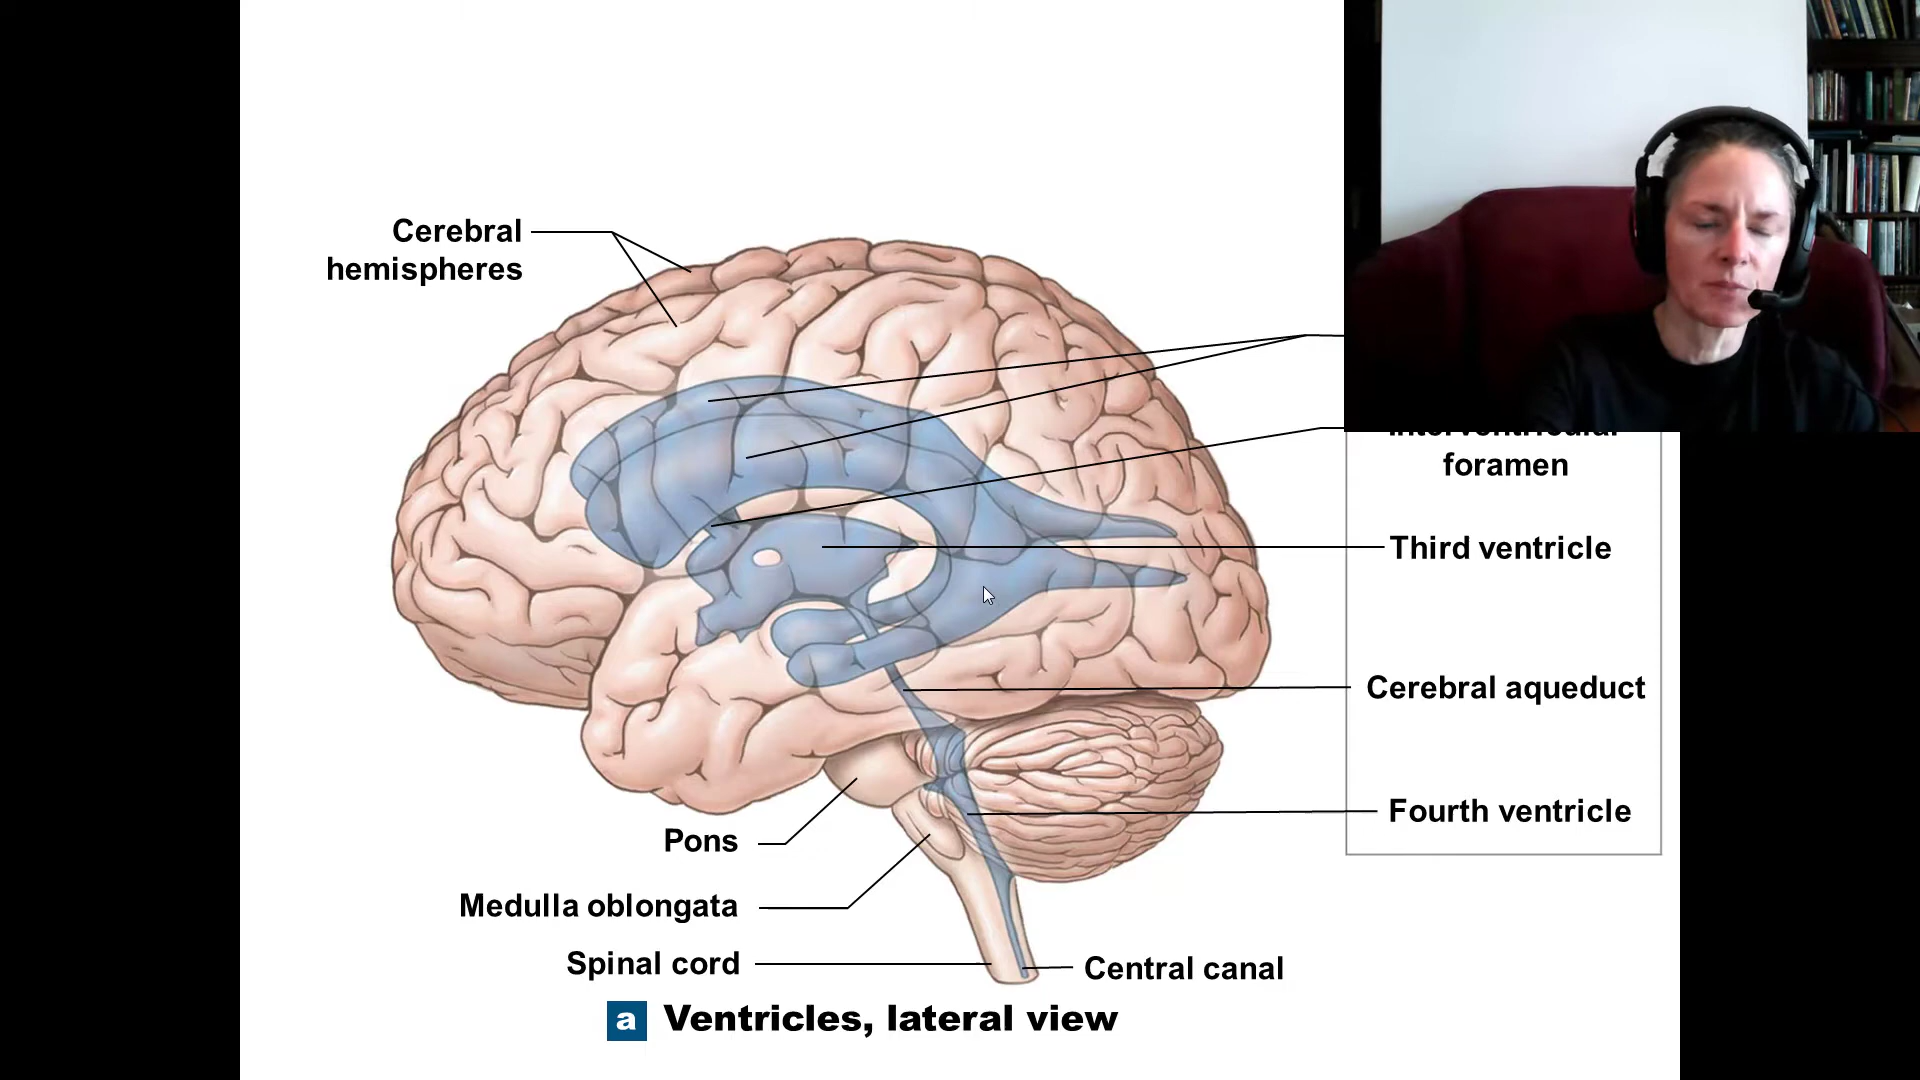 Cerebral
hemispheres
foramen
Third ventricle
Cerebral aqueduct
Fourth ventricle
Pons
Medulla oblongata
Spinal cord
Central canal
a Ventricles, lateral view